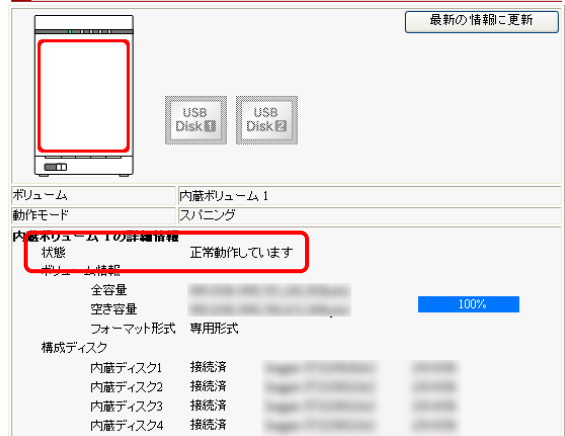 最新の情報に更新
USB Disk 1
USB Disk 2
ボリューム 内蔵ボリューム 1
動作モード スパニング
内蔵ボリューム 1の詳細情報
状態 正常動作しています
ボリューム情報
全容量
空き容量 100%
フォーマット形式 専用形式
構成ディスク
内蔵ディスク1 接続済
内蔵ディスク2 接続済
内蔵ディスク3 接続済
内蔵ディスク4 接続済